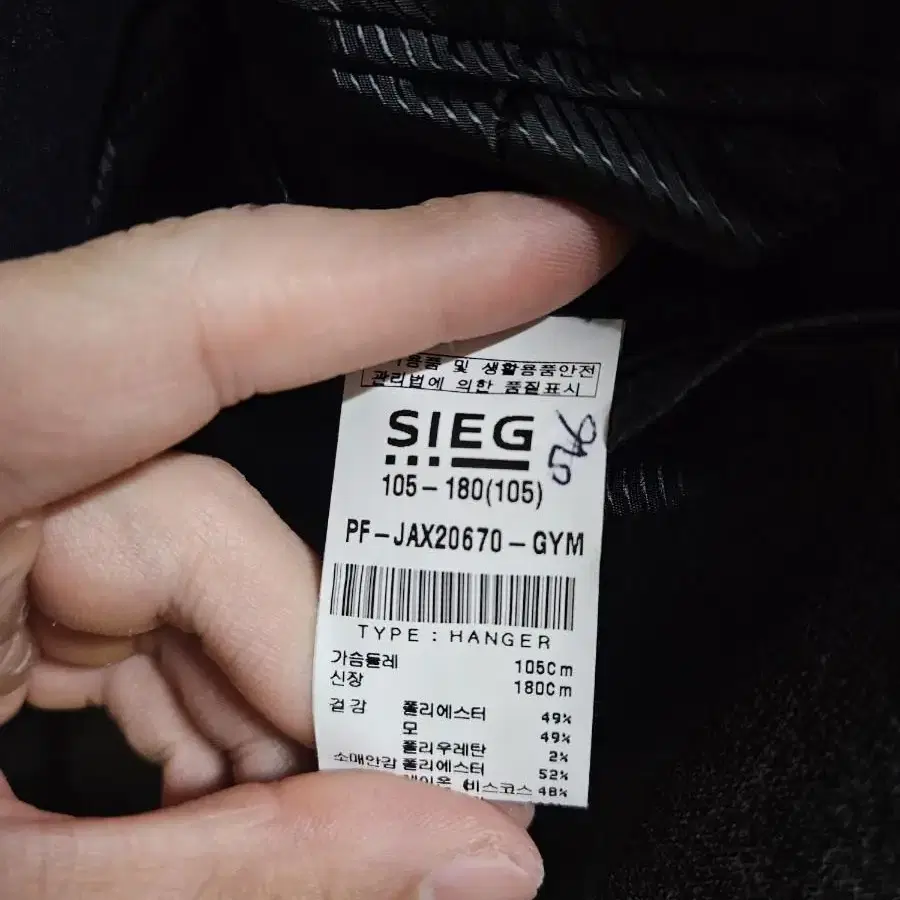 용품 및 생활용품안전
관리법에 의한 품질표시
SIEG
105-180(105)
PF-JAX20670-GYM
TYPE : HANGER
가슴둘레 105Cm
신장 180Cm
겉감 폴리에스터 49%
모 49%
폴리우레탄 2%
소매안감 폴리에스터 52%
비스코스 48%